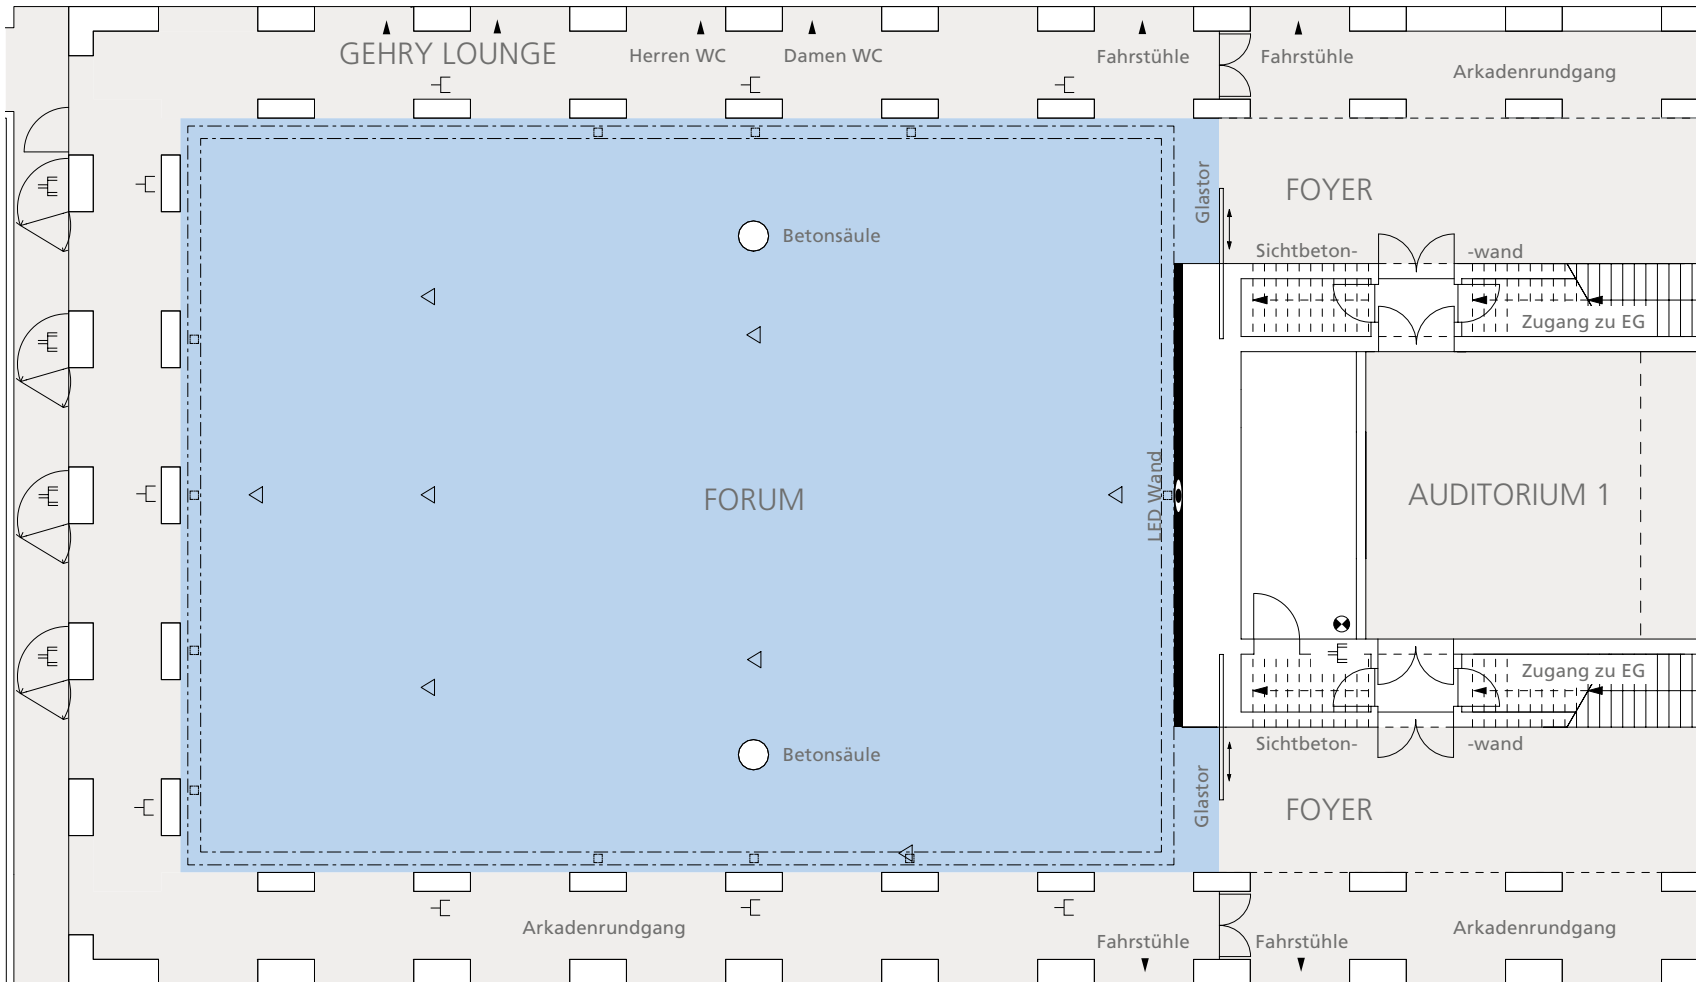 GEHRY LOUNGE
Herren WC
Damen WC
Fahrstühle
Fahrstühle
Arkadenrundgang
Glastor
FOYER
Betonsäule
Sichtbeton-
-wand
Zugang zu EG
FORUM
LED Wand
AUDITORIUM 1
Zugang zu EG
Betonsäule
Sichtbeton-
-wand
Glastor
FOYER
Arkadenrundgang
Fahrstühle
Fahrstühle
Arkadenrundgang